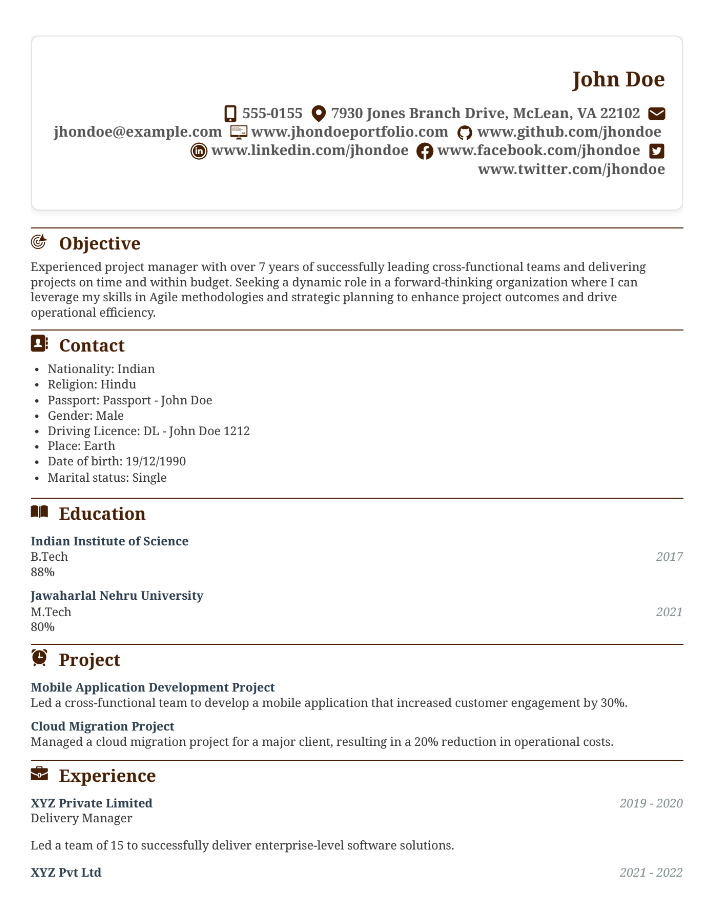 John Doe
555-0155 7930 Jones Branch Drive, McLean, VA 22102
jhondoe@example.com www.jhondoeportfolio.com www.github.com/jhondoe
www.linkedin.com/jhondoe www.facebook.com/jhondoe
www.twitter.com/jhondoe
Objective
Experienced project manager with over 7 years of successfully leading cross-functional teams and delivering
projects on time and within budget. Seeking a dynamic role in a forward-thinking organization where I can
leverage my skills in Agile methodologies and strategic planning to enhance project outcomes and drive
operational efficiency.
Contact
• Nationality: Indian
• Religion: Hindu
• Passport: Passport - John Doe
• Gender: Male
• Driving Licence: DL - John Doe 1212
• Place: Earth
• Date of birth: 19/12/1990
• Marital status: Single
Education
Indian Institute of Science
B.Tech 2017
88%
Jawaharlal Nehru University
M.Tech 2021
80%
Project
Mobile Application Development Project
Led a cross-functional team to develop a mobile application that increased customer engagement by 30%.
Cloud Migration Project
Managed a cloud migration project for a major client, resulting in a 20% reduction in operational costs.
Experience
XYZ Private Limited 2019 - 2020
Delivery Manager
Led a team of 15 to successfully deliver enterprise-level software solutions.
XYZ Pvt Ltd 2021 - 2022